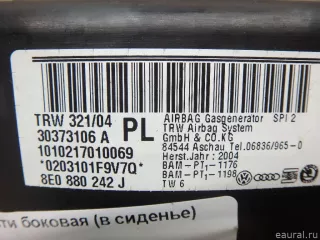 TRW 321/04
30373106 A PL
1010217010069
*0203101F9V7Q*
8E0 880 242 J
AIRBAG Gasgenerator SPI 2
TRW Airbag System
GmbH & CO.KG
84544 Aschau Tel.06836/965-0
Herst.Jahr: 2004
BAM-PT1-1176
BAM-PT1-1198
TW 6
сти боковая (в сиденье)
eaural.ru